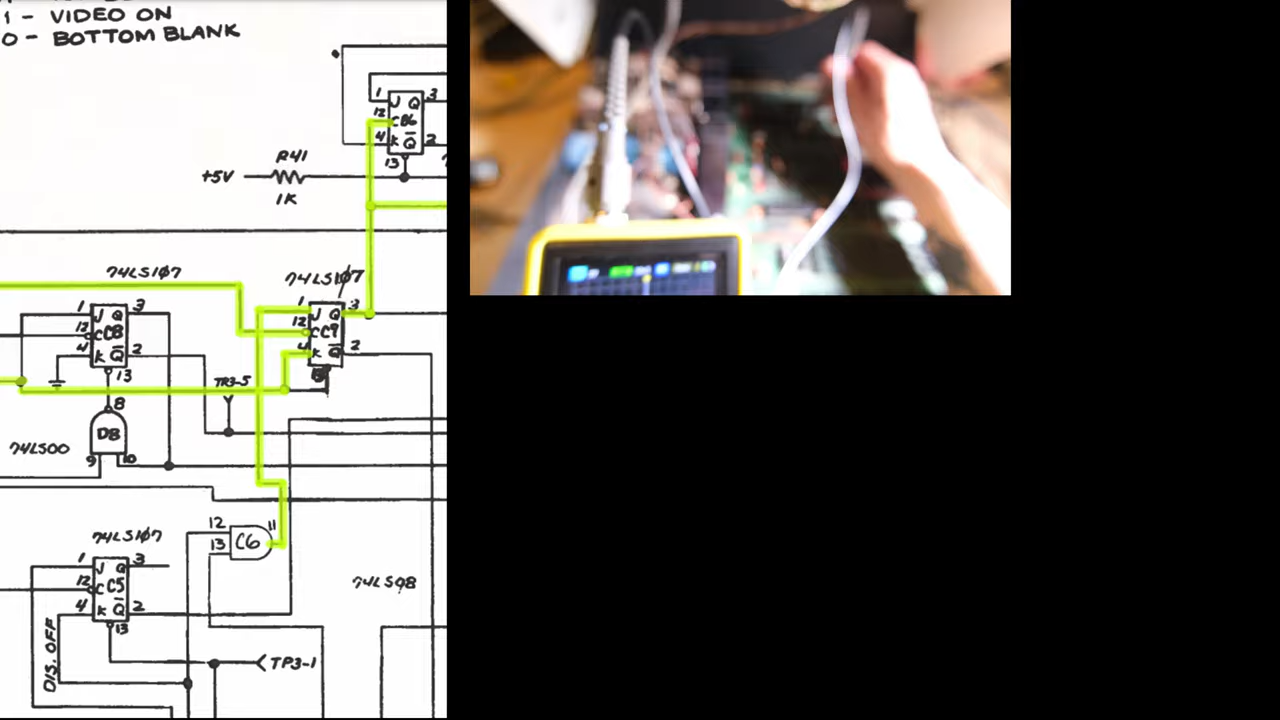 1 - VIDEO ON
0 - BOTTOM BLANK
1 J Q 3
12 C B6
4 K Q̅ 2
13
R41
+5V
1K
74LS107
74LS107
1 J Q 3
12 C C8
4 K Q̅ 2
13
1 J Q 3
12 C C9
4 K Q̅ 2
TP3-5
8
D8
74LS00
9 10
12
13
C6
11
74LS107
1 J Q 3
12 C C5
4 K Q̅ 2
13
74LS08
DIS. OFF
TP3-1